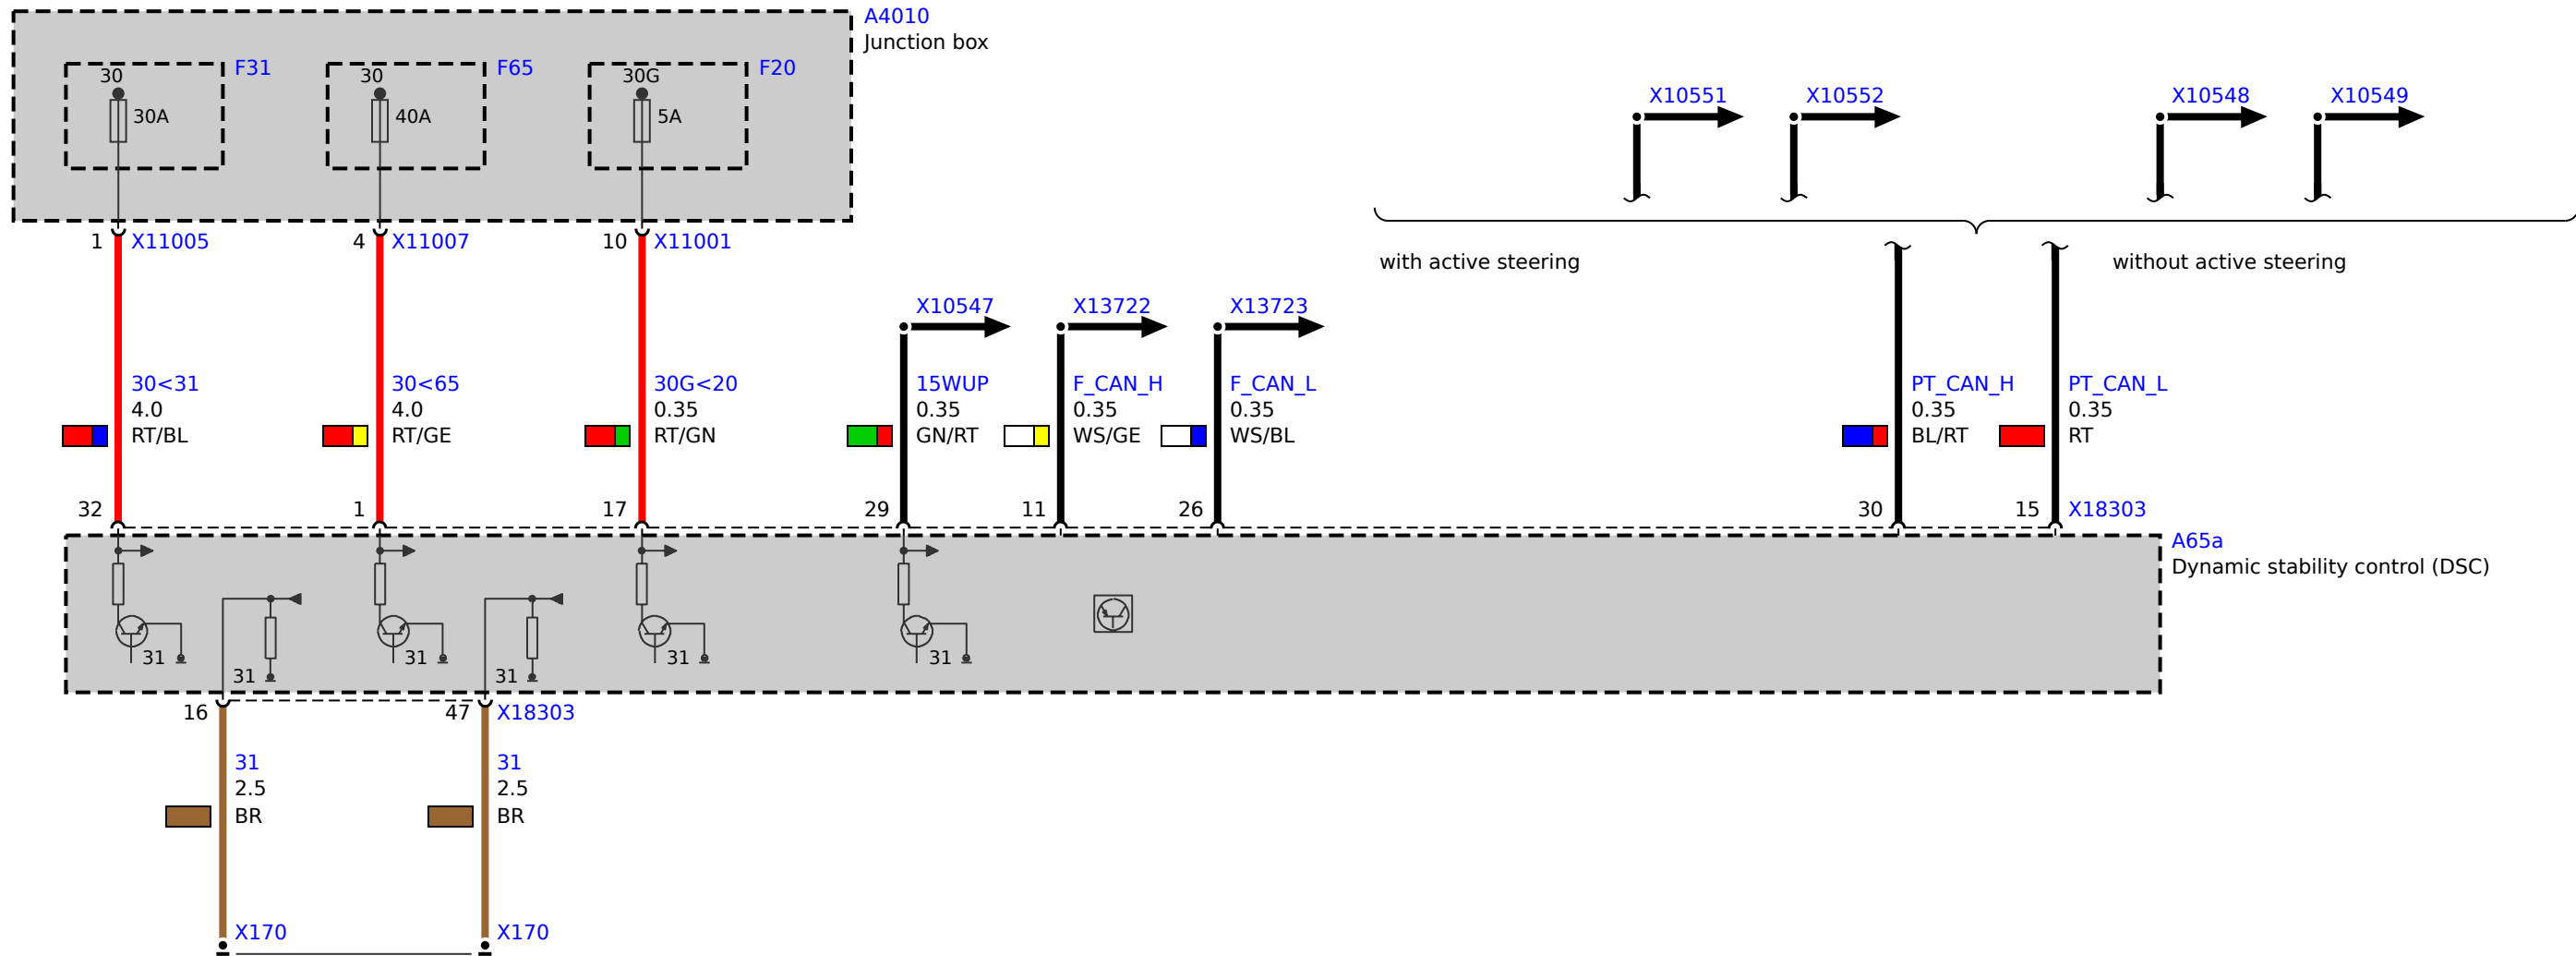 A4010
Junction box
30
F31
30
F65
30G
F20
30A
40A
5A
X10551
X10552
X10548
X10549
1 X11005
4 X11007
10 X11001
with active steering
without active steering
X10547
X13722
X13723
30<31
4.0
RT/BL
30<65
4.0
RT/GE
30G<20
0.35
RT/GN
15WUP
0.35
GN/RT
F_CAN_H
0.35
WS/GE
F_CAN_L
0.35
WS/BL
PT_CAN_H
0.35
BL/RT
PT_CAN_L
0.35
RT
32
1
17
29
11
26
30
15 X18303
A65a
Dynamic stability control (DSC)
31
31
31
31
31
31
16
47 X18303
31
2.5
BR
31
2.5
BR
X170
X170